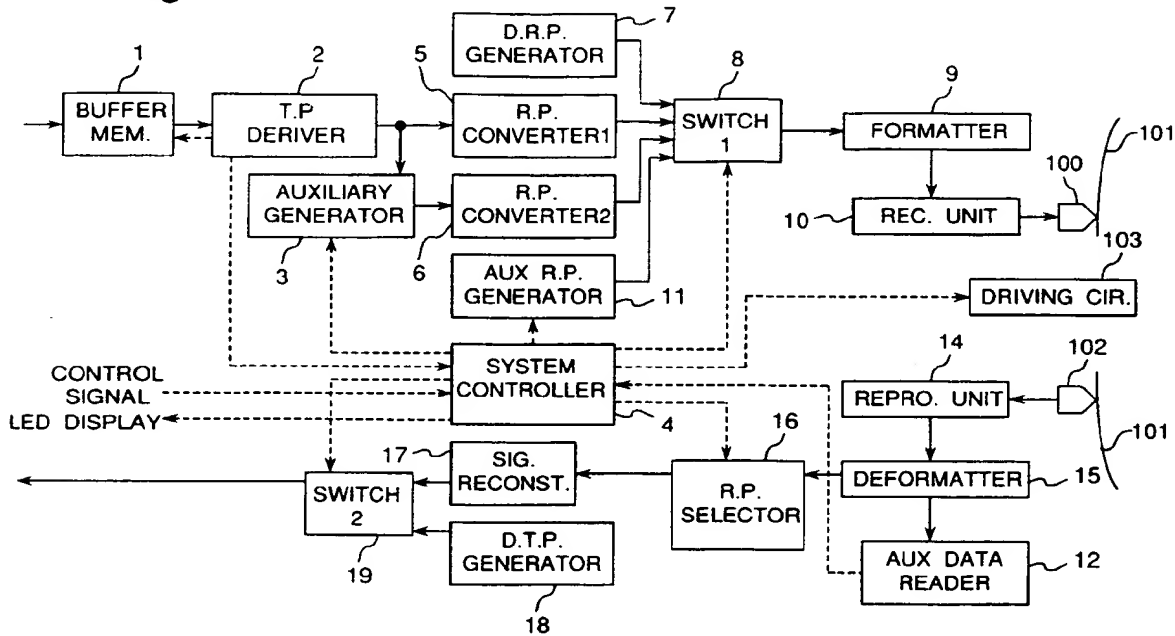 7
D.R.P.
GENERATOR
1
2
5
8
9
BUFFER
MEM.
T.P
DERIVER
R.P.
CONVERTER1
SWITCH
1
FORMATTER
101
100
AUXILIARY
GENERATOR
R.P.
CONVERTER2
10
REC. UNIT
3
6
103
AUX R.P.
GENERATOR
11
DRIVING CIR.
SYSTEM
CONTROLLER
14
102
CONTROL
SIGNAL
REPRO. UNIT
LED DISPLAY
4
16
101
17
SIG.
RECONST.
R.P.
SELECTOR
DEFORMATTER
15
SWITCH
2
D.T.P.
GENERATOR
AUX DATA
READER
12
19
18